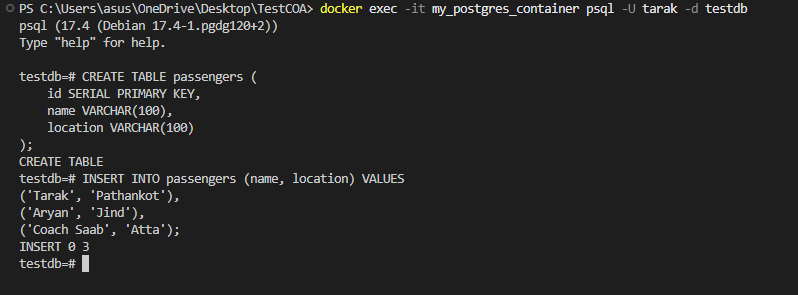 PS C:\Users\asus\OneDrive\Desktop\TestCOA> docker exec -it my_postgres_container psql -U tarak -d testdb
psql (17.4 (Debian 17.4-1.pgdg120+2))
Type "help" for help.

testdb=# CREATE TABLE passengers (
    id SERIAL PRIMARY KEY,
    name VARCHAR(100),
    location VARCHAR(100)
);
CREATE TABLE
testdb=# INSERT INTO passengers (name, location) VALUES
('Tarak', 'Pathankot'),
('Aryan', 'Jind'),
('Coach Saab', 'Atta');
INSERT 0 3
testdb=#